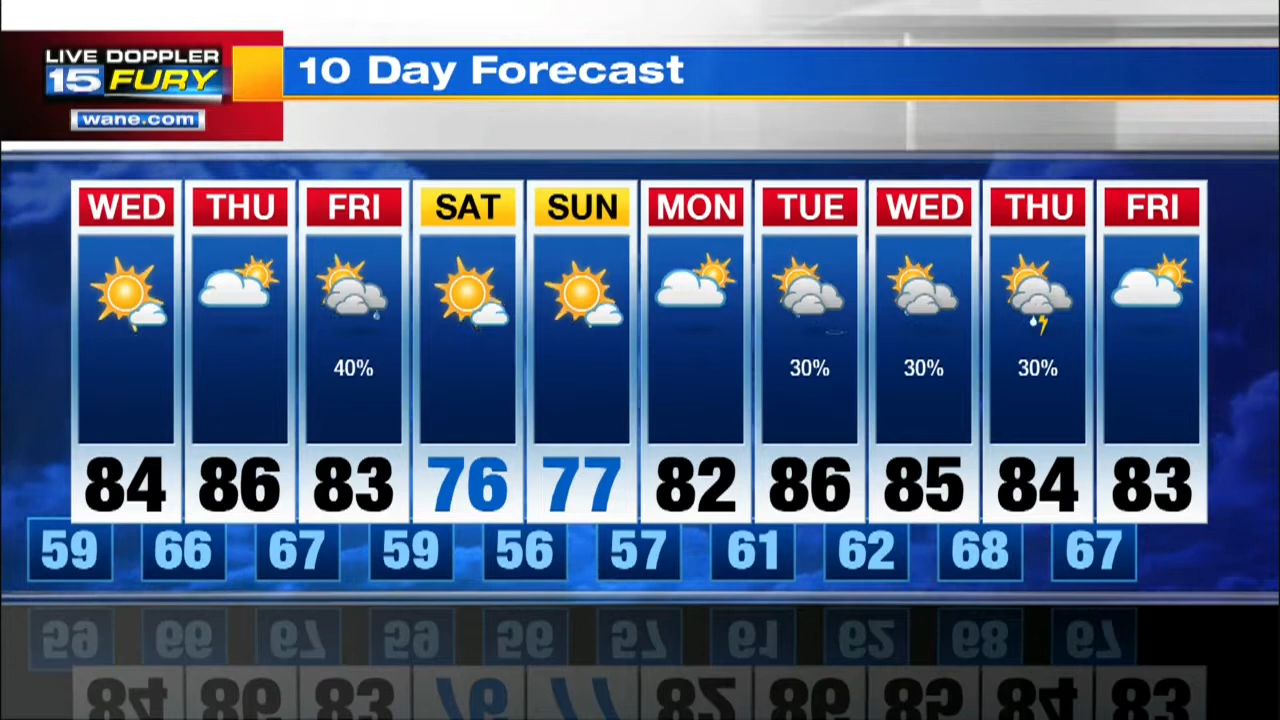 LIVE DOPPLER
15 FURY
wane.com
10 Day Forecast
WED THU FRI SAT SUN MON TUE WED THU FRI
40% 30% 30% 30%
84 86 83 76 77 82 86 85 84 83
59 66 67 59 56 57 61 62 68 67